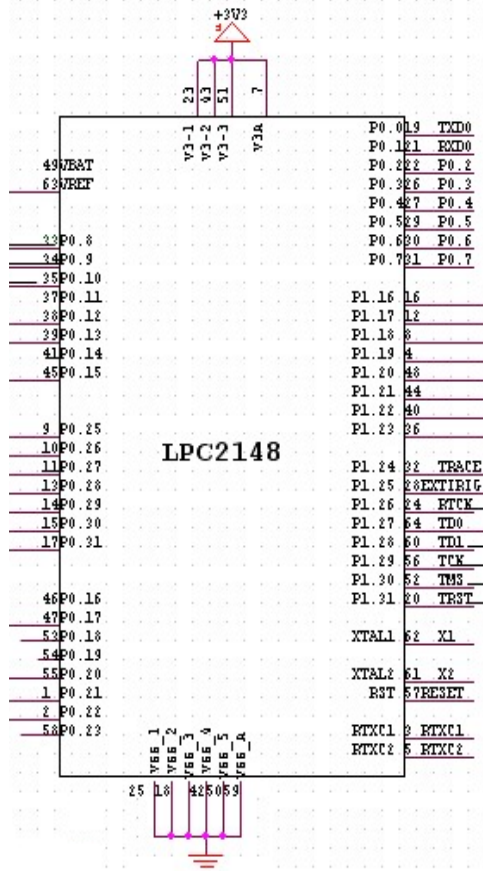 +3V3
23 43 51 7
V3-1 V3-2 V3-3 V3A
P0.0 19 TXD0
P0.1 21 RXD0
49 VBAT P0.2 22 P0.2
63 VREF P0.3 26 P0.3
P0.4 27 P0.4
P0.5 29 P0.5
33 P0.8 P0.6 30 P0.6
34 P0.9 P0.7 31 P0.7
35 P0.10
37 P0.11 P1.16 16
38 P0.12 P1.17 12
39 P0.13 P1.18 8
41 P0.14 P1.19 4
45 P0.15 P1.20 48
P1.21 44
P1.22 40
9 P0.25 P1.23 36
10 P0.26
LPC2148
11 P0.27 P1.24 32 TRACE
13 P0.28 P1.25 28 EXTIRIG
14 P0.29 P1.26 24 RTCK
15 P0.30 P1.27 64 TD0
17 P0.31 P1.28 60 TD1
P1.29 56 TCK
P1.30 52 TMS
46 P0.16 P1.31 20 TRST
47 P0.17
53 P0.18 XTAL1 62 X1
54 P0.19
55 P0.20 XTAL2 61 X2
1 P0.21 RST 57 RESET
2 P0.22
58 P0.23 RTXC1 3 RTXC1
RTXC2 5 RTXC2
V66_1 V66_2 V66_3 V66_4 V66_5 V66_A
25 18 42 50 59